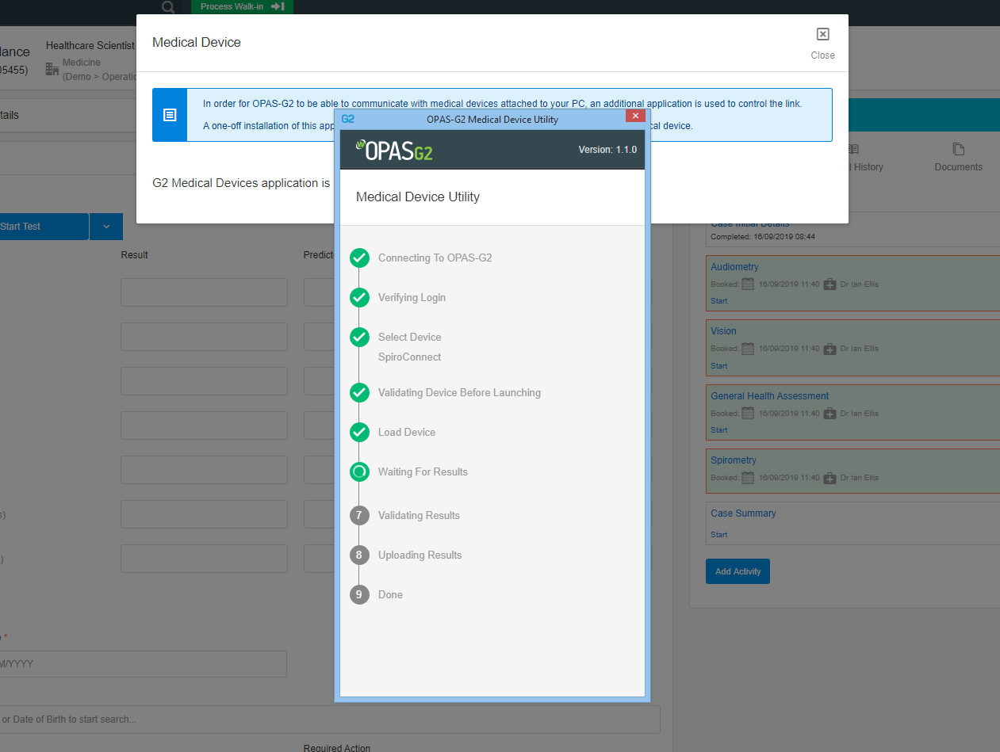 Process Walk-in
Medical Device
Close
Healthcare Scientist
Medicine
(Demo > Operatio
lance
05455)
tails
In order for OPAS-G2 to be able to communicate with medical devices attached to your PC, an additional application is used to control the link.
A one-off installation of this app
cal device.
G2 Medical Devices application is
G2
OPAS-G2 Medical Device Utility
OPASG2
Version: 1.1.0
Medical Device Utility
Connecting To OPAS-G2
Verifying Login
Select Device
SpiroConnect
Validating Device Before Launching
Load Device
Waiting For Results
7 Validating Results
8 Uploading Results
9 Done
l History
Documents
Start Test
Result
Predicte
s)
)
e *
M/YYYY
or Date of Birth to start search...
Required Action
Case Initial Details
Completed: 16/09/2019 08:44
Audiometry
Booked: 16/09/2019 11:40 Dr Ian Ellis
Start
Vision
Booked: 16/09/2019 11:40 Dr Ian Ellis
Start
General Health Assessment
Booked: 16/09/2019 11:40 Dr Ian Ellis
Start
Spirometry
Booked: 16/09/2019 11:40 Dr Ian Ellis
Case Summary
Start
Add Activity